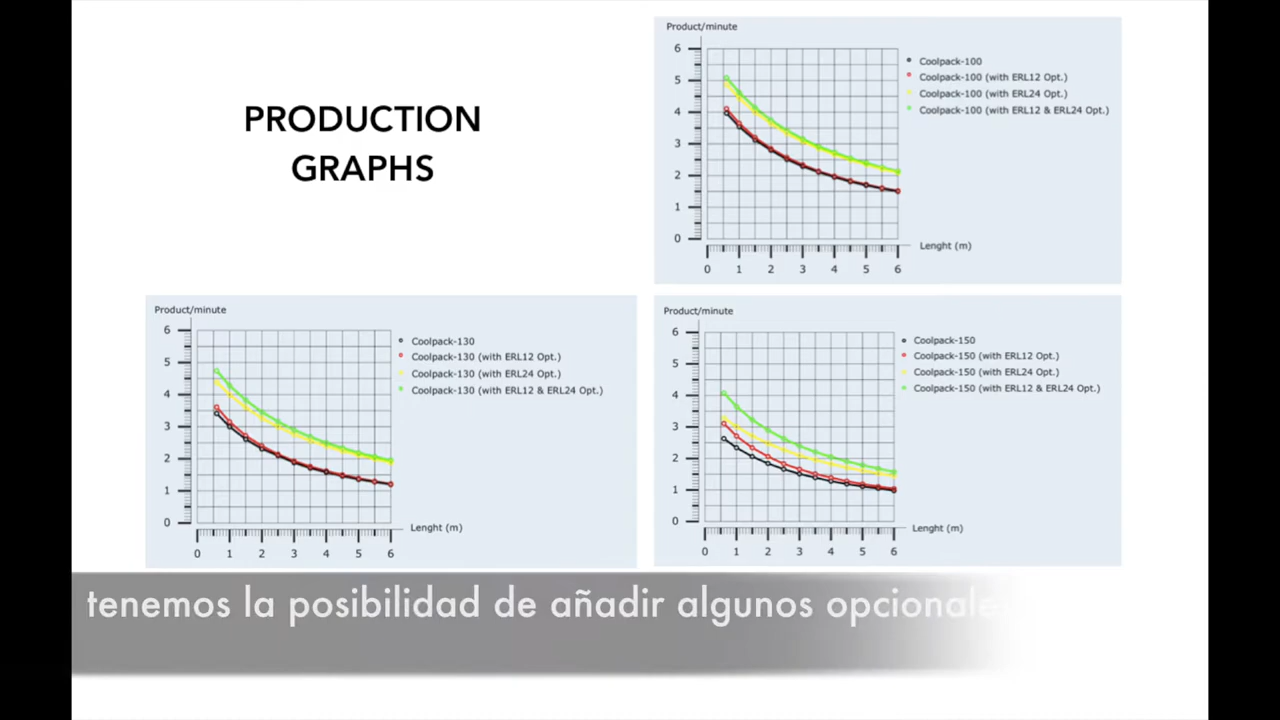 PRODUCTION
GRAPHS
Product/minute
6
5
4
3
2
1
0
0 1 2 3 4 5 6
Lenght (m)
Coolpack-100
Coolpack-100 (with ERL12 Opt.)
Coolpack-100 (with ERL24 Opt.)
Coolpack-100 (with ERL12 & ERL24 Opt.)
Product/minute
6
5
4
3
2
1
0
0 1 2 3 4 5 6
Lenght (m)
Coolpack-130
Coolpack-130 (with ERL12 Opt.)
Coolpack-130 (with ERL24 Opt.)
Coolpack-130 (with ERL12 & ERL24 Opt.)
Product/minute
6
5
4
3
2
1
0
0 1 2 3 4 5 6
Lenght (m)
Coolpack-150
Coolpack-150 (with ERL12 Opt.)
Coolpack-150 (with ERL24 Opt.)
Coolpack-150 (with ERL12 & ERL24 Opt.)
tenemos la posibilidad de añadir algunos opcionale